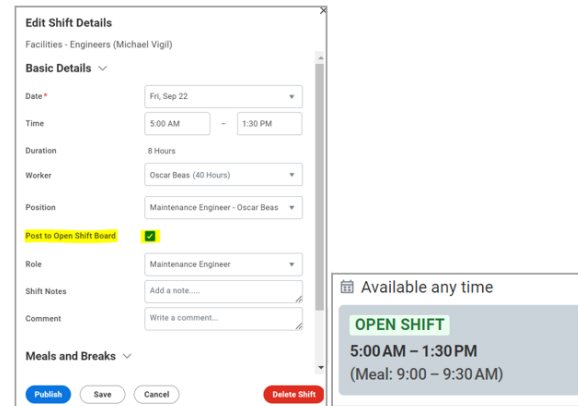 Edit Shift Details
Facilities - Engineers (Michael Vigil)
Basic Details
Date*
Fri, Sep 22
Time
5:00 AM – 1:30 PM
Duration
8 Hours
Worker
Oscar Beas (40 Hours)
Position
Maintenance Engineer - Oscar Beas
Post to Open Shift Board
Role
Maintenance Engineer
Shift Notes
Add a note.....
Comment
Write a comment...
Meals and Breaks
Publish Save Cancel Delete Shift
Available any time
OPEN SHIFT
5:00 AM – 1:30 PM
(Meal: 9:00 – 9:30 AM)